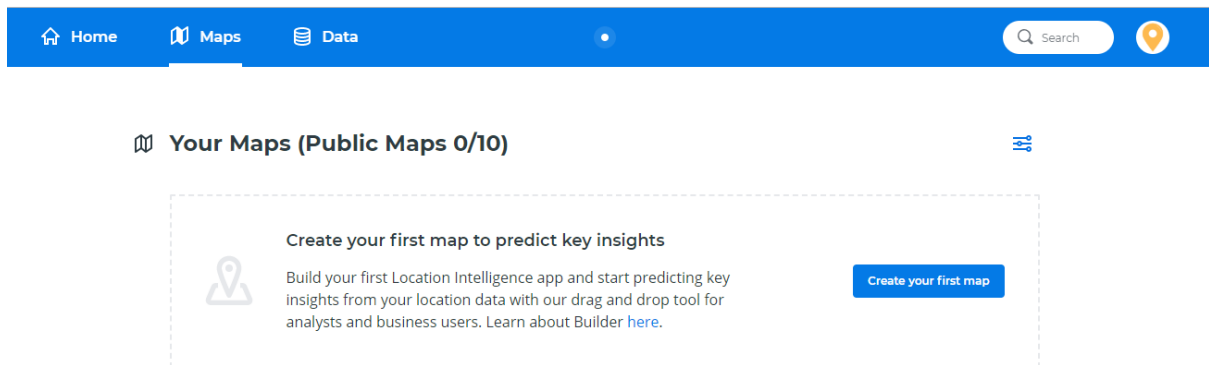 Home Maps Data Search
Your Maps (Public Maps 0/10)
Create your first map to predict key insights
Build your first Location Intelligence app and start predicting key
insights from your location data with our drag and drop tool for
analysts and business users. Learn about Builder here.
Create your first map